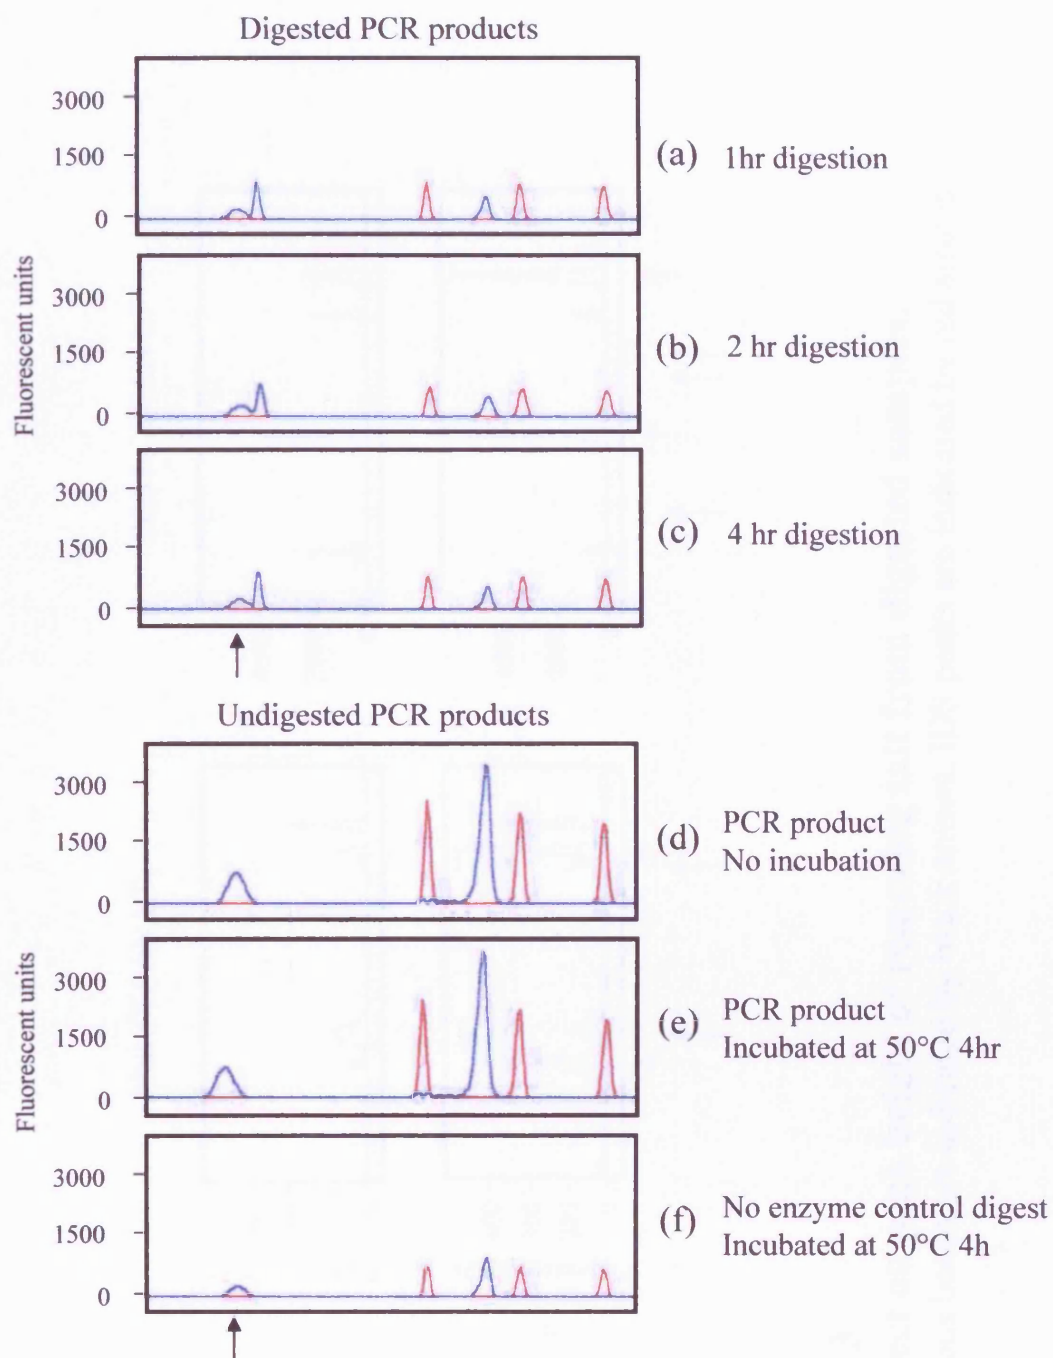 Digested PCR products
3000
1500
0
(a) 1hr digestion
3000
1500
0
(b) 2 hr digestion
3000
1500
0
(c) 4 hr digestion
Fluorescent units
Undigested PCR products
3000
1500
0
(d) PCR product
No incubation
3000
1500
0
(e) PCR product
Incubated at 50°C 4hr
3000
1500
0
(f) No enzyme control digest
Incubated at 50°C 4h
Fluorescent units